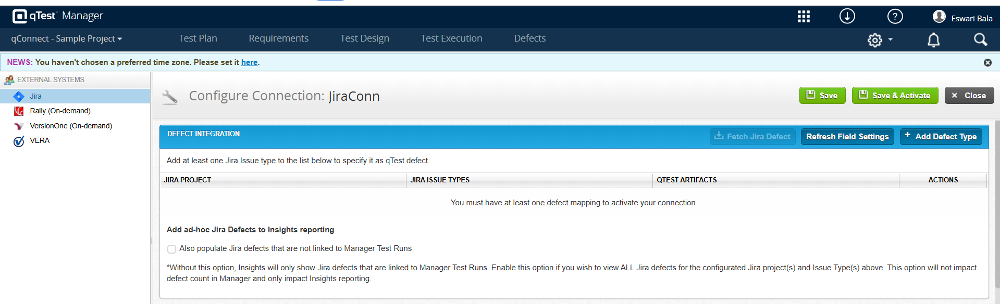 qTest Manager
Eswari Bala
qConnect - Sample Project
Test Plan
Requirements
Test Design
Test Execution
Defects
NEWS: You haven't chosen a preferred time zone. Please set it here.
EXTERNAL SYSTEMS
Jira
Rally (On-demand)
VersionOne (On-demand)
VERA
Configure Connection: JiraConn
Save
Save & Activate
Close
DEFECT INTEGRATION
Fetch Jira Defect
Refresh Field Settings
+ Add Defect Type
Add at least one Jira Issue type to the list below to specify it as qTest defect.
JIRA PROJECT
JIRA ISSUE TYPES
QTEST ARTIFACTS
ACTIONS
You must have at least one defect mapping to activate your connection.
Add ad-hoc Jira Defects to Insights reporting
Also populate Jira defects that are not linked to Manager Test Runs
*Without this option, Insights will only show Jira defects that are linked to Manager Test Runs. Enable this option if you wish to view ALL Jira defects for the configurated Jira project(s) and Issue Type(s) above. This option will not impact
defect count in Manager and only impact Insights reporting.